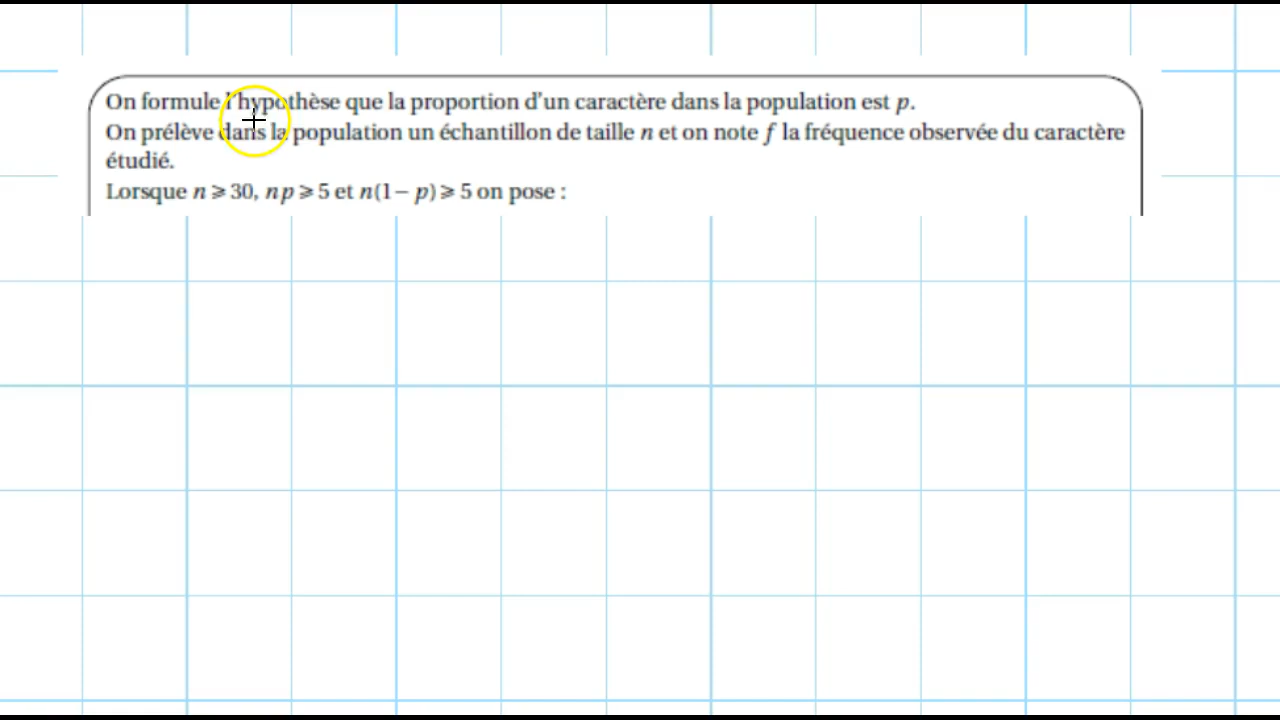 On formule l'hypothèse que la proportion d'un caractère dans la population est p.
On prélève dans la population un échantillon de taille n et on note f la fréquence observée du caractère
étudié.
Lorsque n ⩾ 30, np ⩾ 5 et n(1 − p) ⩾ 5 on pose :